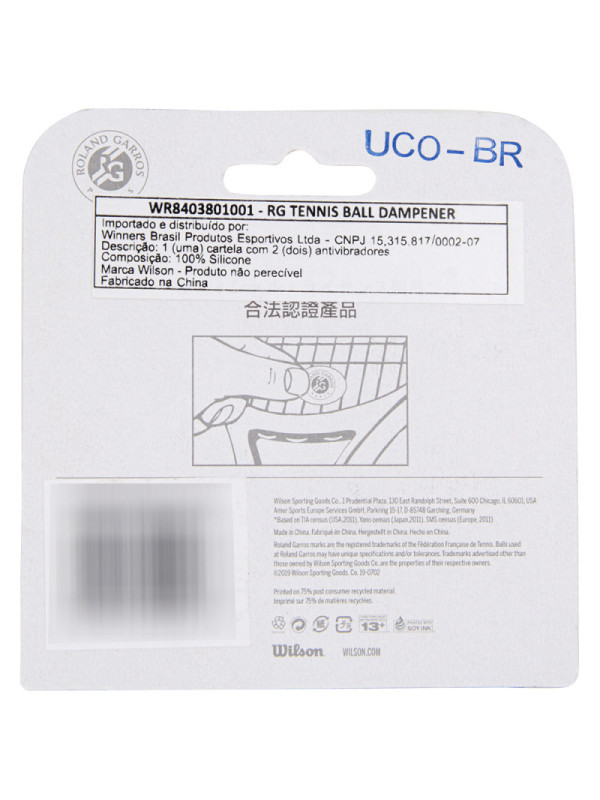 ROLAND GARROS
RG
P S
UCO-BR
WR8403801001 - RG TENNIS BALL DAMPENER
Importado e distribuído por:
Winners Brasil Produtos Esportivos Ltda - CNPJ 15,315.817/0002-07
Descrição: 1 (uma) cartela com 2 (dois) antivibradores
Composição: 100% Silicone
Marca Wilson - Produto não perecível
Fabricado na China
合法認證產品
RG
Wilson Sporting Goods Co., 1 Prudential Plaza, 130 East Randolph Street, Suite 600 Chicago, IL 60601, USA
Amer Sports Europe Services GmbH, Parkring 15-17, D-85748 Garching, Germany
*Based on TIA census (USA,2011), Yano census (Japan,2011), SMS census (Europe, 2011)
Made in China. Fabriqué en China. Hergestellt in China. Hecho en China.
Roland Garros marks are the registered trademarks of the Fédération Française de Tennis. Balls used
at Roland Garros may have unique specifications and/or tolerances. Trademarks advertised other than
those owned by Wilson Sporting Goods Co. are the properties of their respective owners.
©2019 Wilson Sporting Goods Co. 19-0702
Printed on 75% post consumer recycled material.
Imprimé sur 75% de matières recyclées.
13+
SOY INK
Wilson WILSON.COM